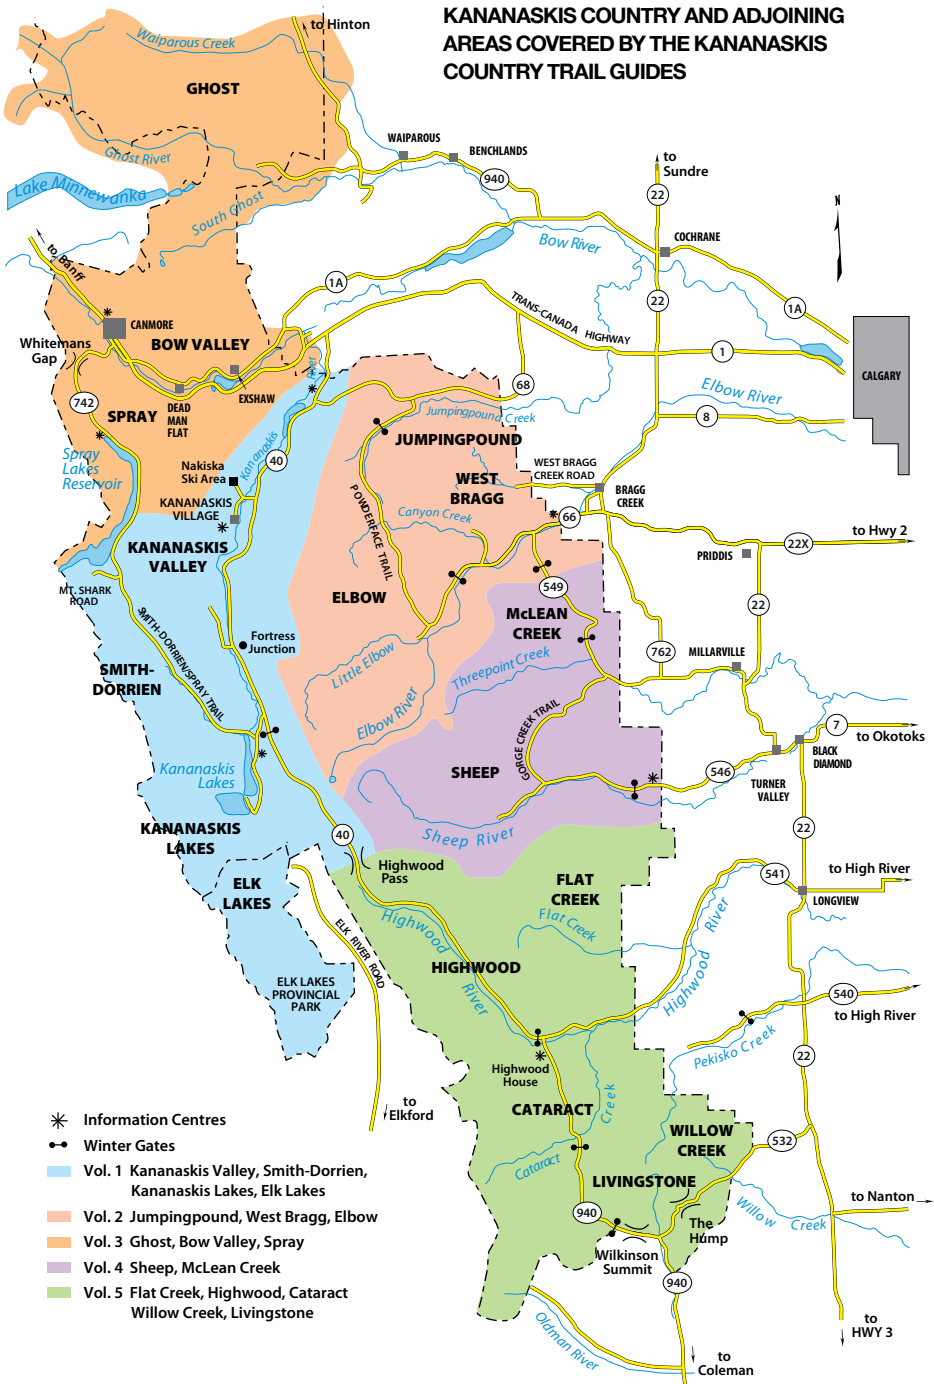 KANANASKIS COUNTRY AND ADJOINING
AREAS COVERED BY THE KANANASKIS
COUNTRY TRAIL GUIDES
to Hinton
Waiparous Creek
GHOST
WAIPAROUS
BENCHLANDS
Ghost River
940
to
Sundre
22
Lake Minnewanka
South Ghost
N
Bow River
COCHRANE
to Banff
1A
22
1A
TRANS-CANADA HIGHWAY
CANMORE
Whitemans
Gap
BOW VALLEY
1
CALGARY
River
EXSHAW
68
Elbow River
742
SPRAY
DEAD
MAN
FLAT
Jumpingpound Creek
8
JUMPINGPOUND
Spray
Lakes
Reservoir
Kananaskis
40
Nakiska
Ski Area
WEST
BRAGG
WEST BRAGG
CREEK ROAD
BRAGG
CREEK
KANANASKIS
VILLAGE
POWDERFACE TRAIL
Canyon Creek
66
to Hwy 2
22X
KANANASKIS
VALLEY
PRIDDIS
MT. SHARK
ROAD
ELBOW
549
22
McLEAN
CREEK
SMITH-DORRIEN/SPRAY TRAIL
Fortress
Junction
Little Elbow
Threepoint Creek
762
MILLARVILLE
SMITH-
DORRIEN
Elbow River
GORGE CREEK TRAIL
7
to Okotoks
BLACK
DIAMOND
Kananaskis
Lakes
SHEEP
546
TURNER
VALLEY
KANANASKIS
LAKES
40
Sheep River
22
Highwood
Pass
541
to High River
ELK
LAKES
FLAT
CREEK
LONGVIEW
ELK RIVER ROAD
Highwood
River
Flat Creek
Highwood
River
HIGHWOOD
ELK LAKES
PROVINCIAL
PARK
540
to High River
Pekisko Creek
22
Highwood
House
to
Elkford
CATARACT
Creek
Cataract
WILLOW
CREEK
532
LIVINGSTONE
to Nanton
940
Willow
Creek
The
Hump
Wilkinson
Summit
940
Oldman River
to
HWY 3
to
Coleman
Information Centres
Winter Gates
Vol. 1 Kananaskis Valley, Smith-Dorrien,
Kananaskis Lakes, Elk Lakes
Vol. 2 Jumpingpound, West Bragg, Elbow
Vol. 3 Ghost, Bow Valley, Spray
Vol. 4 Sheep, McLean Creek
Vol. 5 Flat Creek, Highwood, Cataract
Willow Creek, Livingstone